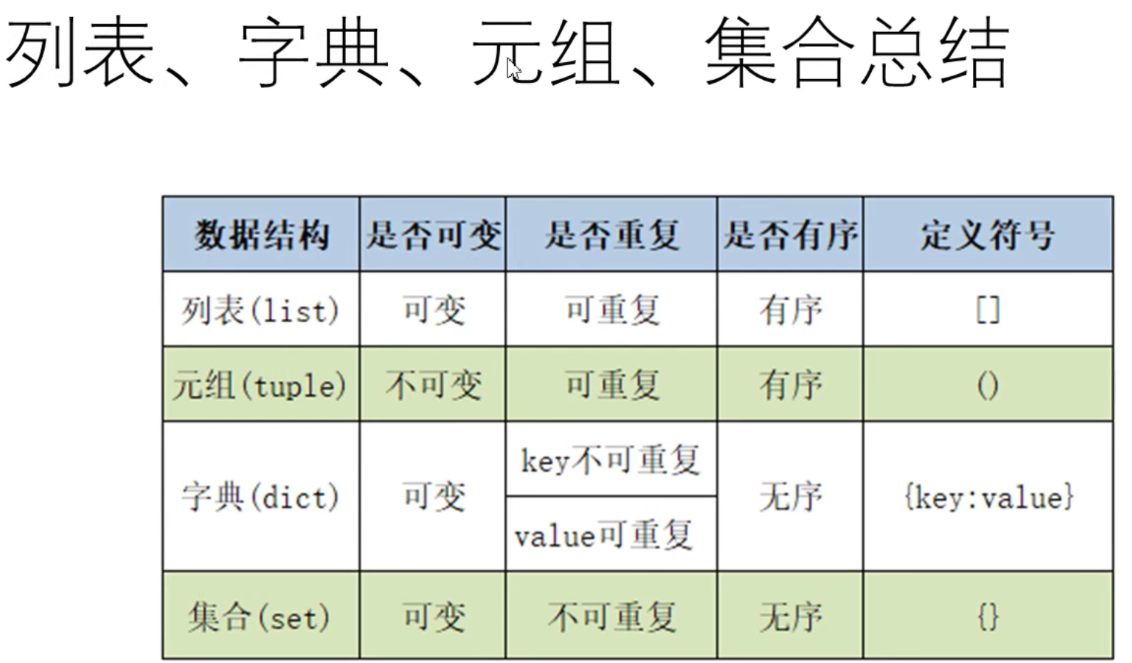 列表、字典、元组、集合总结
数据结构 是否可变 是否重复 是否有序 定义符号
列表(list) 可变 可重复 有序 []
元组(tuple) 不可变 可重复 有序 ()
字典(dict) 可变 key不可重复 无序 {key:value}
value可重复
集合(set) 可变 不可重复 无序 {}